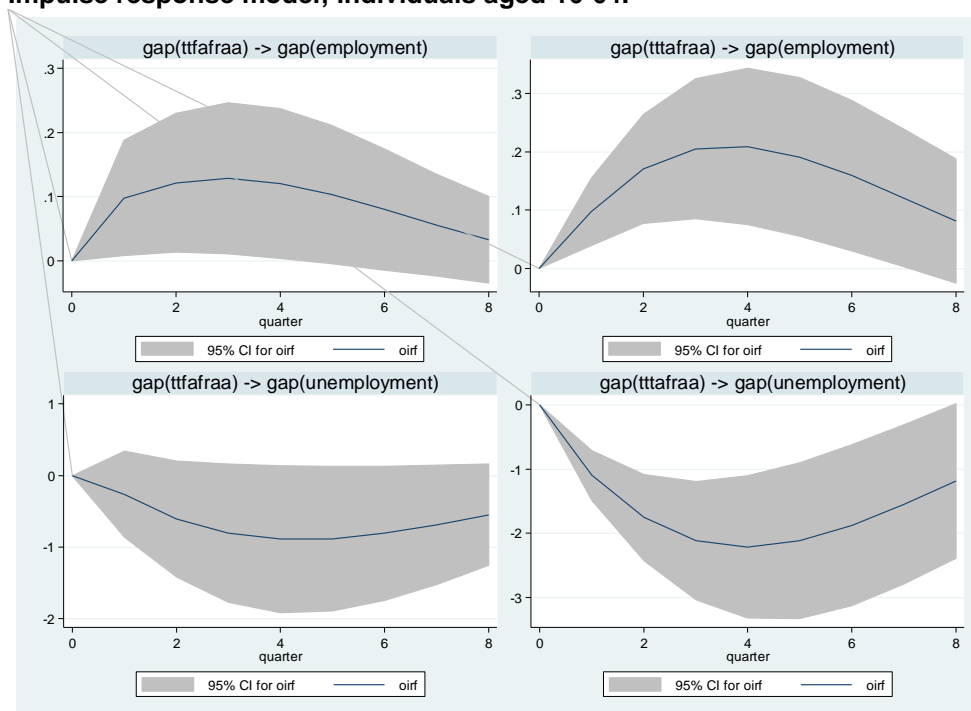 impulse response model, individuals aged 16-64.
gap(ttfafraa) -> gap(employment)
gap(tttafraa) -> gap(employment)
.3
.2
.1
0
0 2 4 6 8
quarter
95% CI for oirf oirf
.3
.2
.1
0
0 2 4 6 8
quarter
95% CI for oirf oirf
gap(ttfafraa) -> gap(unemployment)
gap(tttafraa) -> gap(unemployment)
1
0
-1
-2
0 2 4 6 8
quarter
95% CI for oirf oirf
0
-1
-2
-3
0 2 4 6 8
quarter
95% CI for oirf oirf